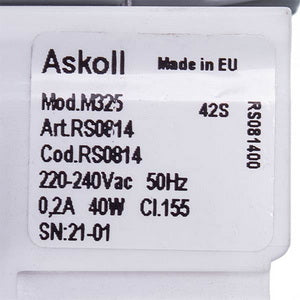 Askoll Made in EU
Mod.M325 42S
Art.RS0814
Cod.RS0814
220-240Vac 50Hz
0,2A 40W Cl.155
SN:21-01
RS081400